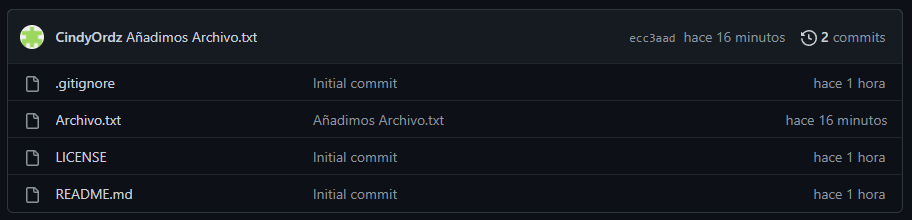 CindyOrdz Añadimos Archivo.txt ecc3aad hace 16 minutos 2 commits
.gitignore Initial commit hace 1 hora
Archivo.txt Añadimos Archivo.txt hace 16 minutos
LICENSE Initial commit hace 1 hora
README.md Initial commit hace 1 hora